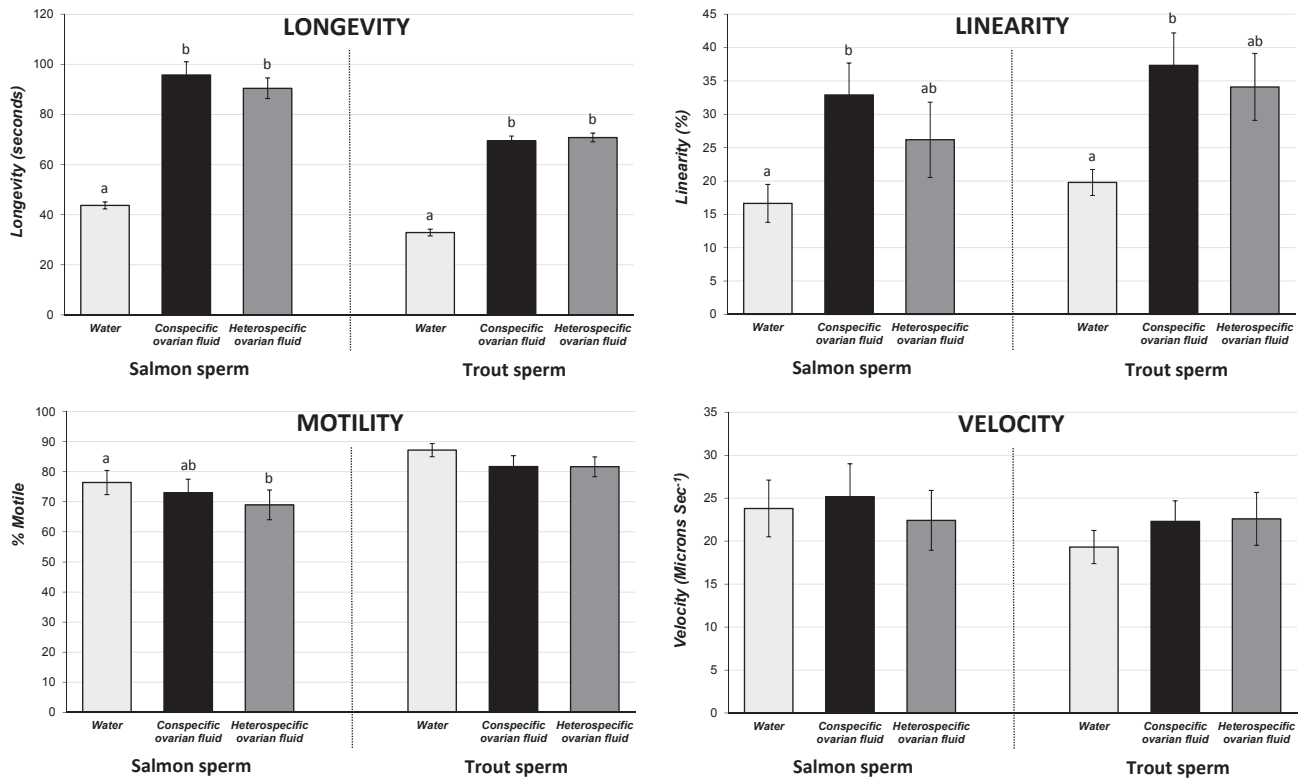 LONGEVITY
Longevity (seconds)
120
100
80
60
40
20
0
a
b
b
a
b
b
Water
Conspecific
ovarian fluid
Heterospecific
ovarian fluid
Water
Conspecific
ovarian fluid
Heterospecific
ovarian fluid
Salmon sperm
Trout sperm
LINEARITY
Linearity (%)
45
40
35
30
25
20
15
10
5
0
a
b
ab
a
b
ab
Water
Conspecific
ovarian fluid
Heterospecific
ovarian fluid
Water
Conspecific
ovarian fluid
Heterospecific
ovarian fluid
Salmon sperm
Trout sperm
MOTILITY
% Motile
100
90
80
70
60
50
40
30
20
10
0
a
ab
b
Water
Conspecific
ovarian fluid
Heterospecific
ovarian fluid
Water
Conspecific
ovarian fluid
Heterospecific
ovarian fluid
Salmon sperm
Trout sperm
VELOCITY
Velocity (Microns Sec⁻¹)
35
30
25
20
15
10
5
0
Water
Conspecific
ovarian fluid
Heterospecific
ovarian fluid
Water
Conspecific
ovarian fluid
Heterospecific
ovarian fluid
Salmon sperm
Trout sperm